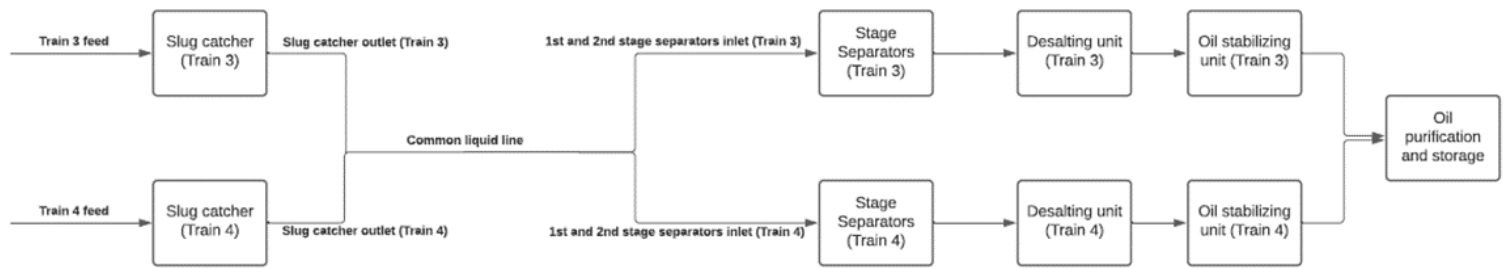 Train 3 feed
Slug catcher
(Train 3)
Slug catcher outlet (Train 3)
1st and 2nd stage separators inlet (Train 3)
Stage
Separators
(Train 3)
Desalting unit
(Train 3)
Oil stabilizing
unit (Train 3)
Common liquid line
Oil
purification
and storage
Train 4 feed
Slug catcher
(Train 4)
Slug catcher outlet (Train 4)
1st and 2nd stage separators inlet (Train 4)
Stage
Separators
(Train 4)
Desalting unit
(Train 4)
Oil stabilizing
unit (Train 4)